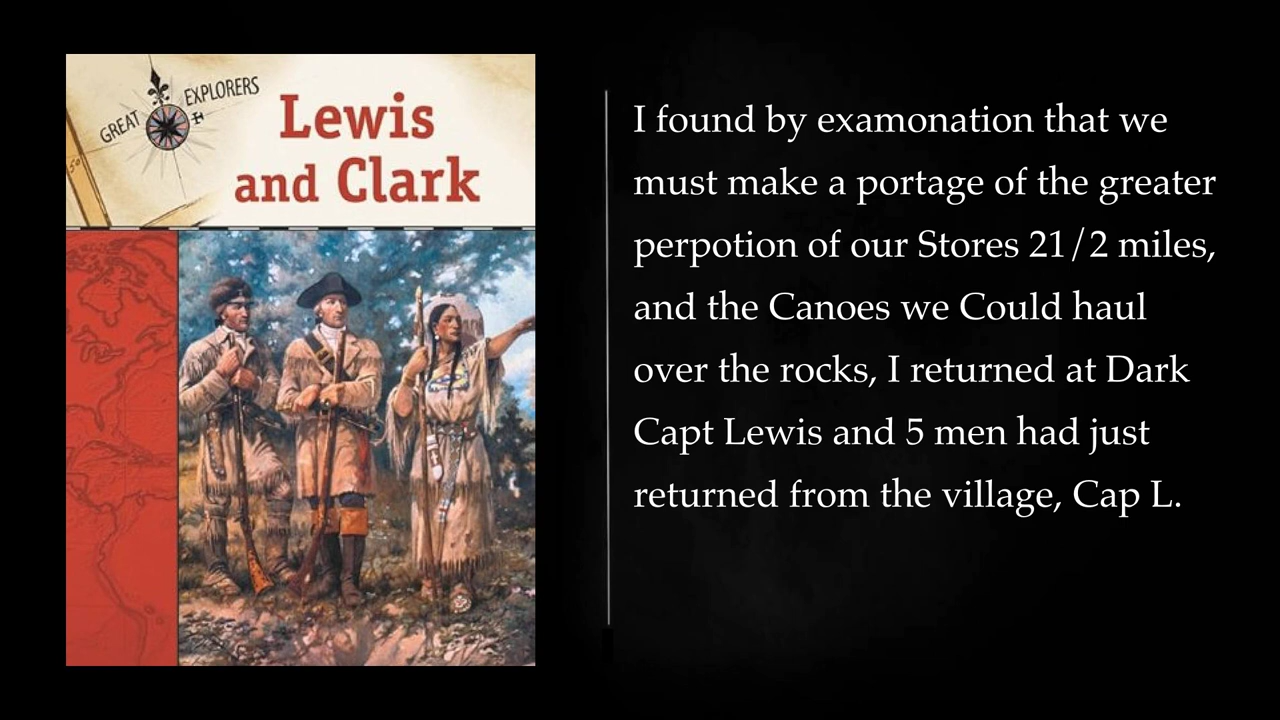 GREAT EXPLORERS
Lewis
and Clark
I found by examonation that we
must make a portage of the greater
perpotion of our Stores 21/2 miles,
and the Canoes we Could haul
over the rocks, I returned at Dark
Capt Lewis and 5 men had just
returned from the village, Cap L.